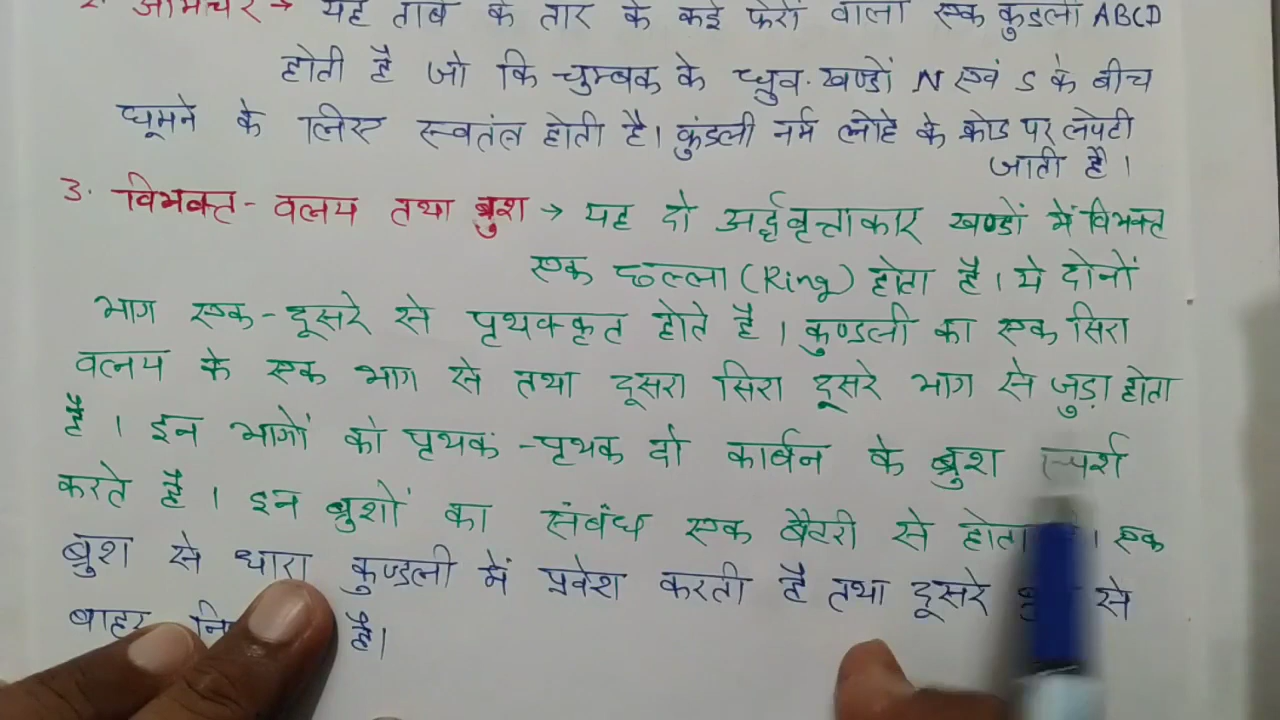 2. आर्मेचर → यह तांबे के तार के कई फेरों वाली एक कुंडली ABCD
होती है जो कि चुम्बक के ध्रुव-खण्डों N एवं S के बीच
घूमने के लिए स्वतंत्र होती है। कुंडली नर्म लोहे के क्रोड पर लपेटी
जाती है।
3. विभक्त-वलय तथा ब्रुश → यह दो अर्द्धवृत्ताकार खण्डों में विभक्त
एक छल्ला (Ring) होता है। ये दोनों
भाग एक-दूसरे से पृथक्कृत होते है। कुण्डली का एक सिरा
वलय के एक भाग से तथा दूसरा सिरा दूसरे भाग से जुड़ा होता
है। इन भागों को पृथक-पृथक दो कार्बन के ब्रुश स्पर्श
करते है। इन ब्रुशों का संबंध एक बैटरी से होता। एक
ब्रुश से धारा कुण्डली में प्रवेश करती है तथा दूसरे से
बाहर है।